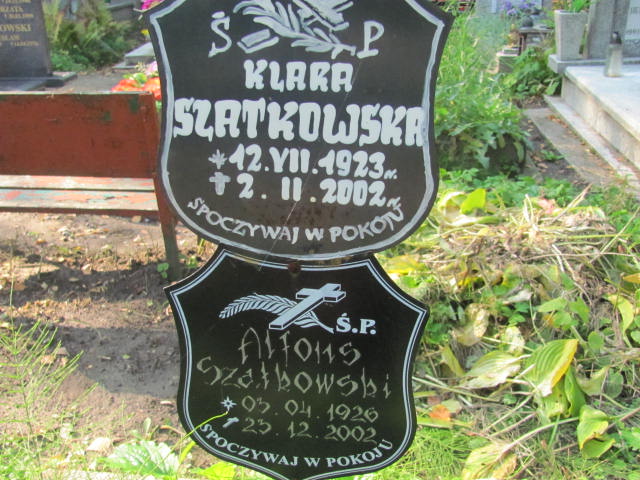 Ś P
KLARA
SZATKOWSKA
12.VII.1923 r.
2.II.2002 r.
SPOCZYWAJ W POKOJU
Ś.P.
Alfons
Szatkowski
03.04.1926
23.12.2002
SPOCZYWAJ W POKOJU